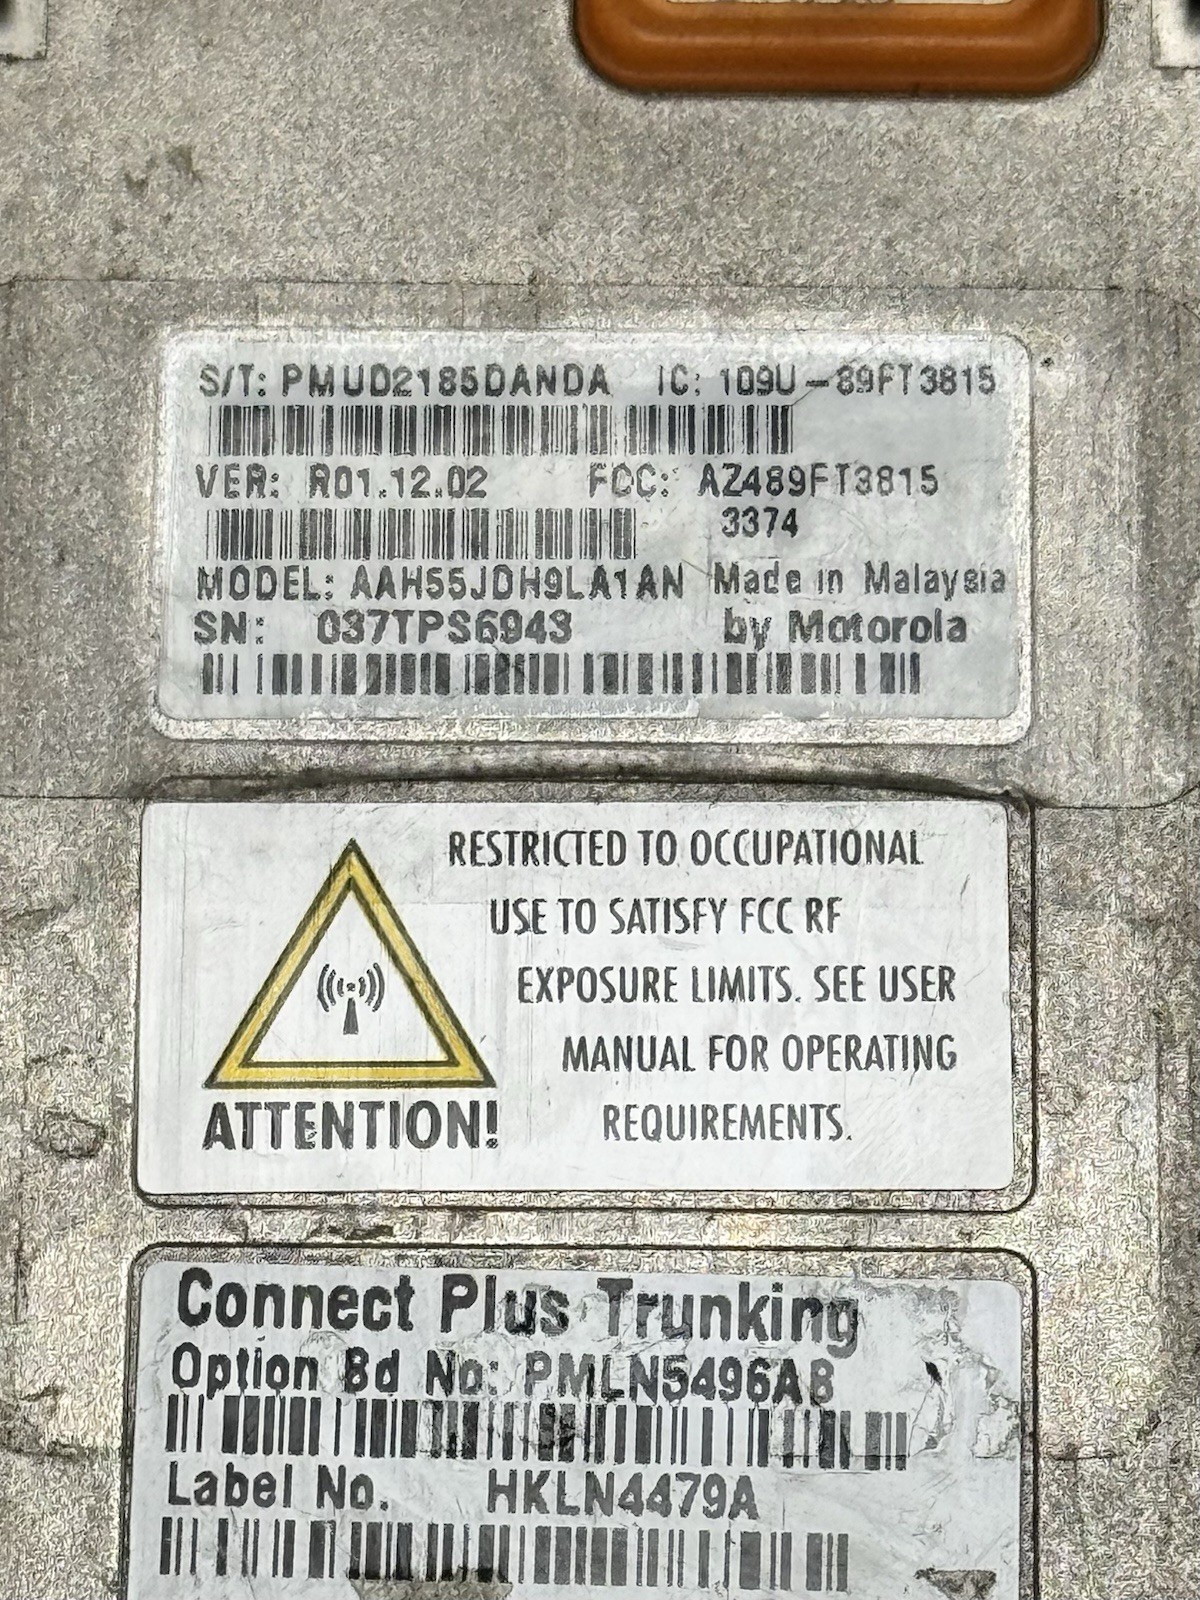 S/T: PMUD2185DANDA IC: 109U-89FT3815
VER: R01.12.02 FCC: AZ489FT3815
3374
MODEL: AAH55JDH9LA1AN Made in Malaysia
SN: 037TPS6943 by Motorola
RESTRICTED TO OCCUPATIONAL
USE TO SATISFY FCC RF
EXPOSURE LIMITS. SEE USER
MANUAL FOR OPERATING
REQUIREMENTS.
ATTENTION!
Connect Plus Trunking
Option Bd No: PMLN5496AB
Label No. HKLN4479A